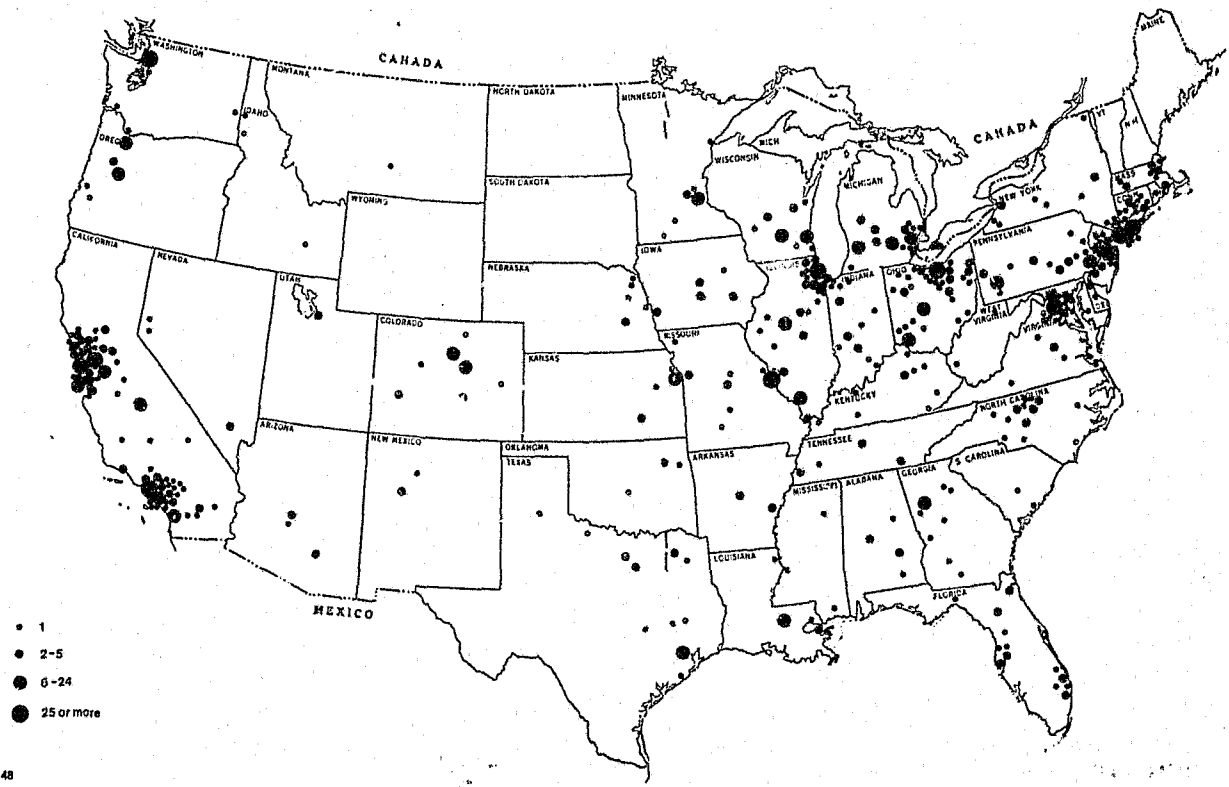 CANADA
WASHINGTON
MONTANA
NORTH DAKOTA
MINNESOTA
MAINE
IDAHO
OREG
WISCONSIN
MICH
CANADA
VT
N H
SOUTH DAKOTA
MICHIGAN
MASS
CONN
NEW YORK
WYOMING
CALIFORNIA
NEVADA
IOWA
PENNSYLVANIA
UTAH
NEBRASKA
ILLINOIS
INDIANA
OHIO
DE
WEST
VIRGINIA
VIRGINIA
COLORADO
MISSOURI
KANSAS
KENTUCKY
NORTH CAROLINA
ARIZONA
NEW MEXICO
OKLAHOMA
TEXAS
TENNESSEE
ARKANSAS
MISSISSIPPI
ALABAMA
GEORGIA
S CAROLINA
LOUISIANA
FLORIDA
MEXICO
1
2-5
6-24
25 or more
48